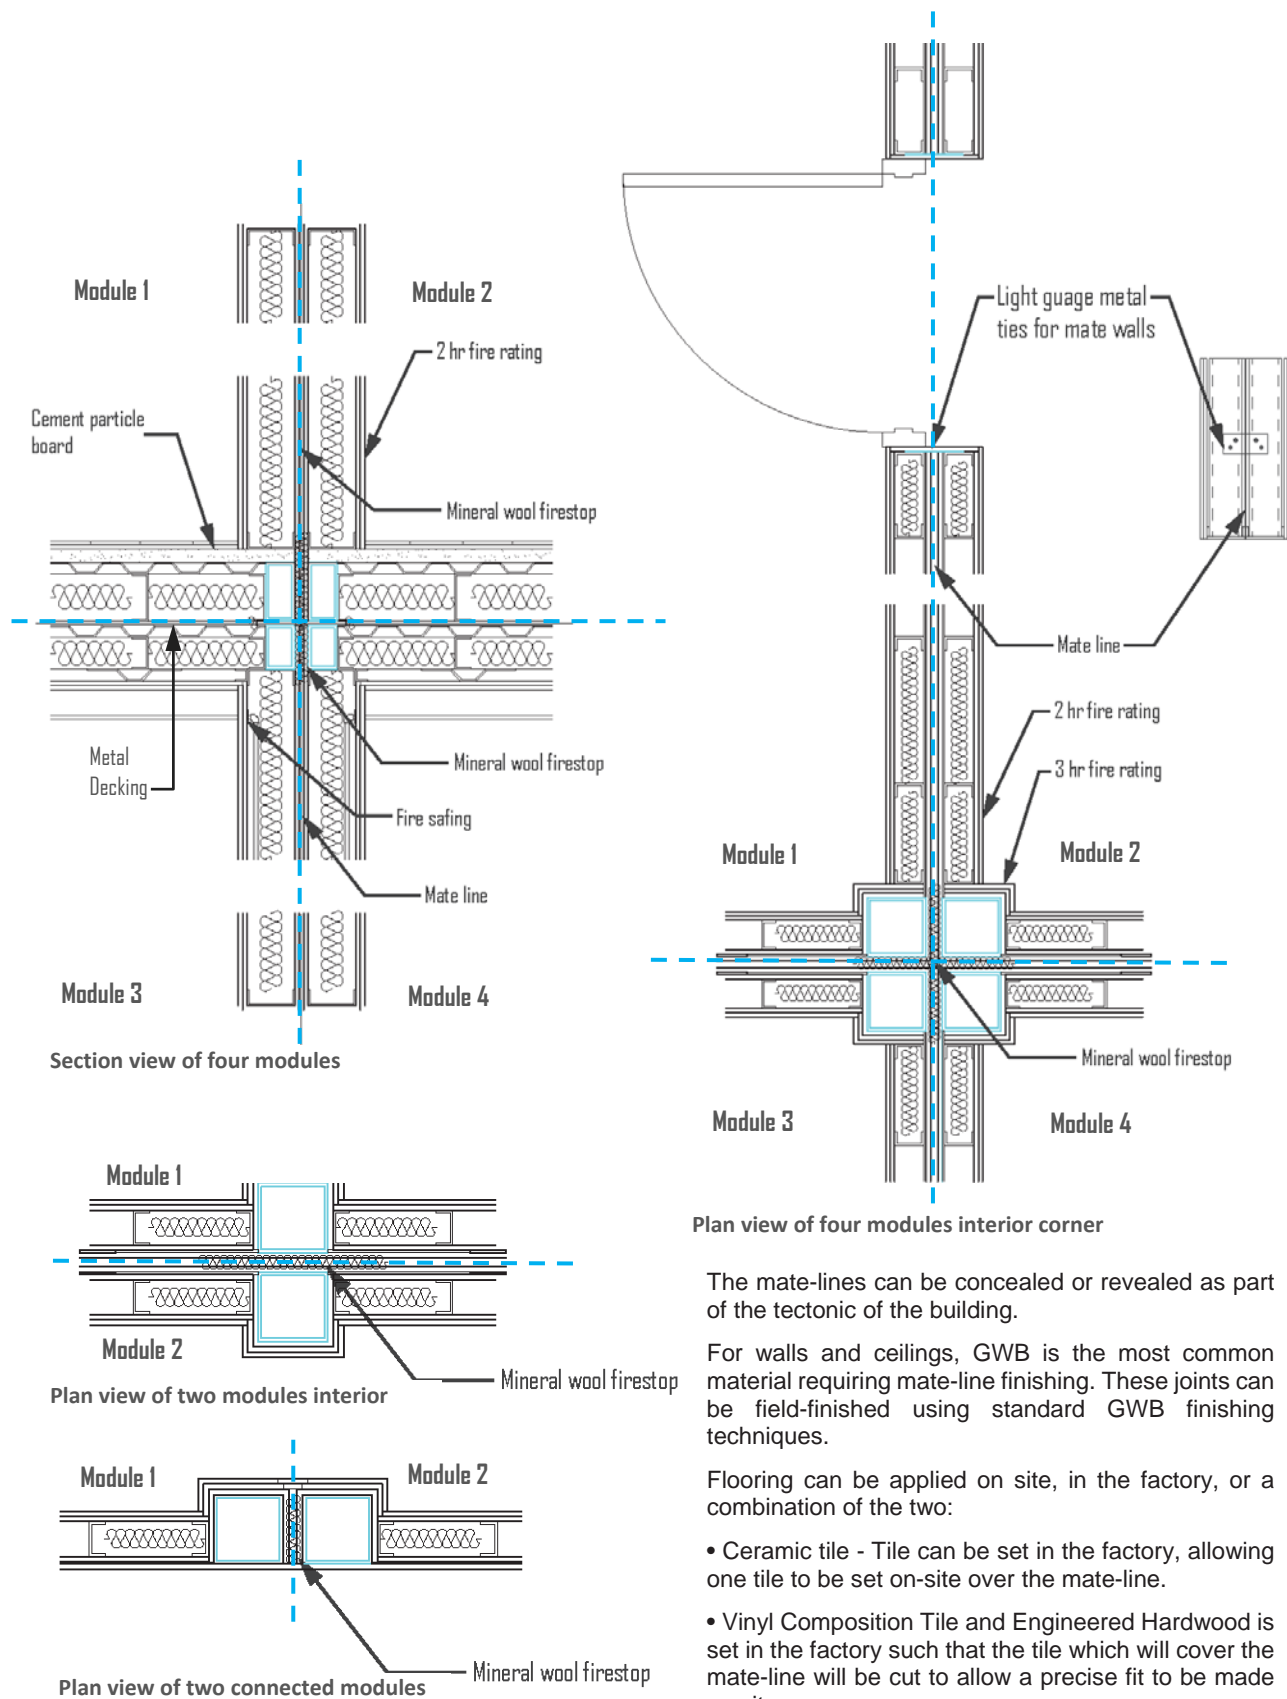 Module 1
Module 2
2 hr fire rating
Cement particle
board
Mineral wool firestop
Metal
Decking
Mineral wool firestop
Fire safing
Mate line
Module 3
Module 4
Section view of four modules
Light guage metal
ties for mate walls
Mate line
2 hr fire rating
3 hr fire rating
Module 1
Module 2
Mineral wool firestop
Module 3
Module 4
Plan view of four modules interior corner
Module 1
Module 2
Mineral wool firestop
Plan view of two modules interior
Module 1
Module 2
Mineral wool firestop
Plan view of two connected modules
The mate-lines can be concealed or revealed as part
of the tectonic of the building.
For walls and ceilings, GWB is the most common
material requiring mate-line finishing. These joints can
be field-finished using standard GWB finishing
techniques.
Flooring can be applied on site, in the factory, or a
combination of the two:
• Ceramic tile - Tile can be set in the factory, allowing
one tile to be set on-site over the mate-line.
• Vinyl Composition Tile and Engineered Hardwood is
set in the factory such that the tile which will cover the
mate-line will be cut to allow a precise fit to be made